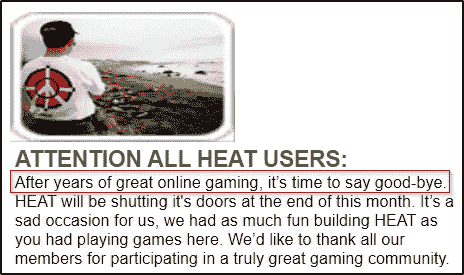 ATTENTION ALL HEAT USERS:
After years of great online gaming, it's time to say good-bye.
HEAT will be shutting it's doors at the end of this month. It's a
sad occasion for us, we had as much fun building HEAT as
you had playing games here. We'd like to thank all our
members for participating in a truly great gaming community.